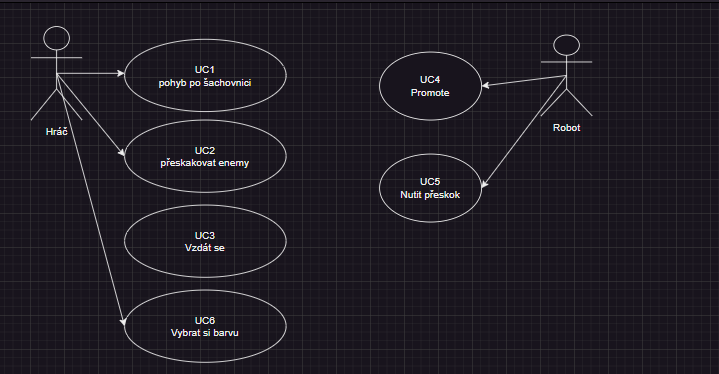 UC1
pohyb po šachovnici
Hráč
UC2
přeskakovat enemy
UC3
Vzdát se
UC6
Vybrat si barvu
UC4
Promote
Robot
UC5
Nutit přeskok